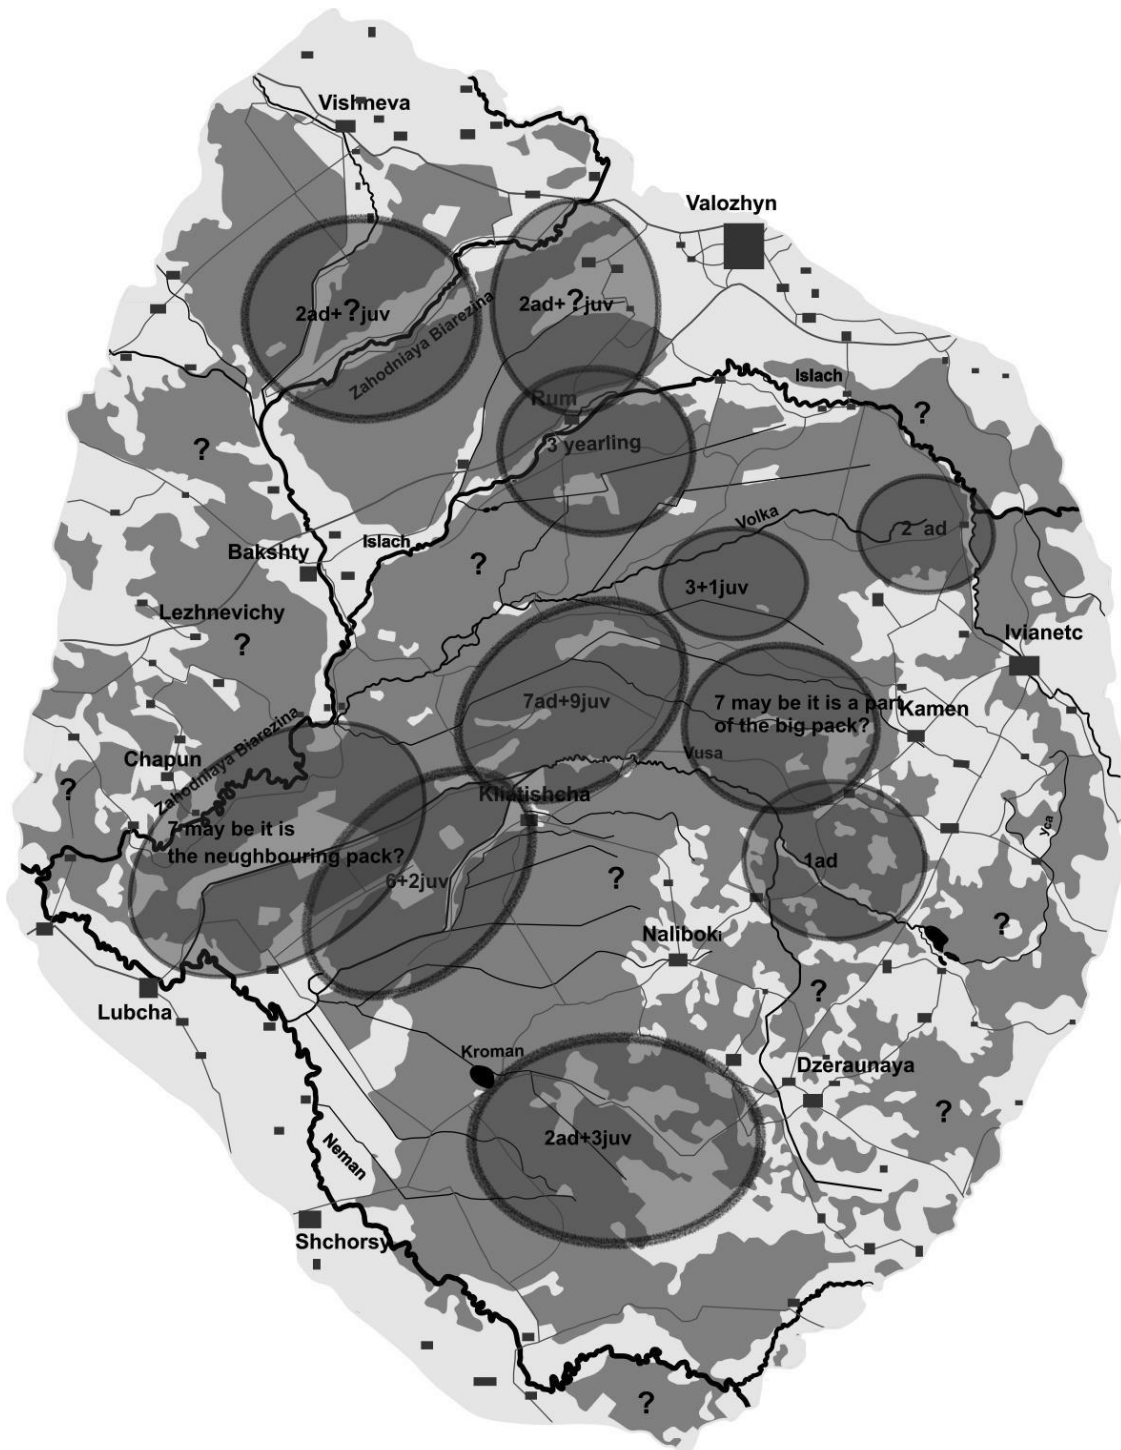 Vishneva
Valozhyn
2ad+?juv
2ad+?juv
Zahodniaya Biarezina
Islach
Rum
?
?
3 yearling
2 ad
Volka
Islach
Bakshty
?
3+1juv
Lezhnevichy
?
Ivianetc
7ad+9juv
7 may be it is a part
of the big pack?
Kamen
Zahodniaya Biarezina
Vusa
Chapun
?
Kliatishcha
yca
7 may be it is
the neughbouring pack?
1ad
6+2juv
?
?
Naliboki
?
Lubcha
Kroman
Dzeraunaya
?
2ad+3juv
Neman
Shchorsy
?